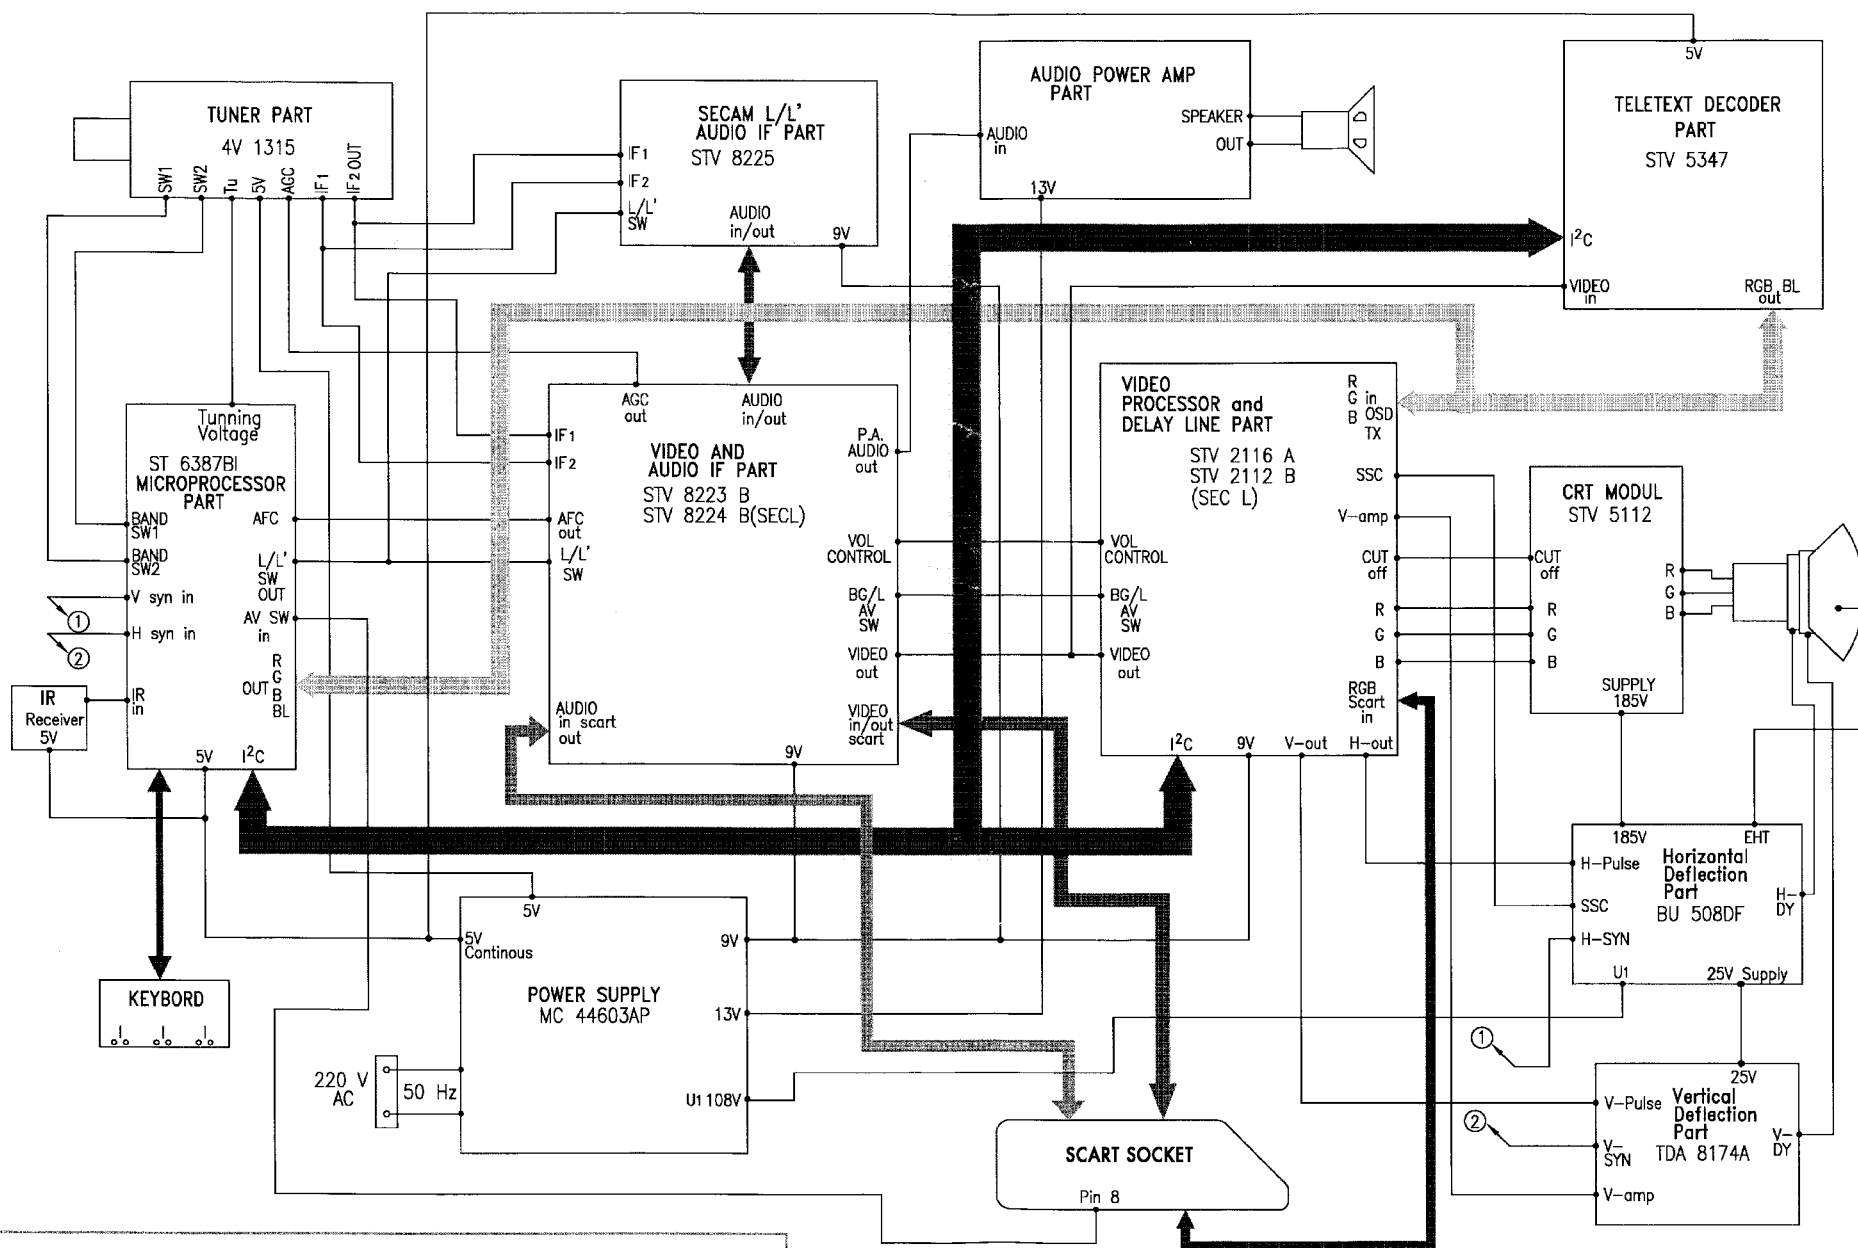 TUNER PART
4V 1315
SW1
SW2
Tu
5V
AGC
IF1
IF2 OUT
SECAM L/L'
AUDIO IF PART
STV 8225
IF1
IF2
L/L'
SW
AUDIO
in/out
9V
AUDIO POWER AMP
PART
AUDIO
in
SPEAKER
OUT
13V
5V
TELETEXT DECODER
PART
STV 5347
I²C
VIDEO
in
RGB BL
out
Tunning
Voltage
ST 6387BI
MICROPROCESSOR
PART
BAND
SW1
BAND
SW2
V syn in
H syn in
IR
in
AFC
L/L'
SW
OUT
AV SW
in
R
G
OUT B
BL
5V
I²C
1
2
IR
Receiver
5V
KEYBORD
AGC
out
AUDIO
in/out
IF1
IF2
VIDEO AND
AUDIO IF PART
STV 8223 B
STV 8224 B(SECL)
AFC
out
L/L'
SW
P.A.
AUDIO
out
VOL
CONTROL
BG/L
AV
SW
VIDEO
out
AUDIO
in scart
out
VIDEO
in/out
scart
9V
VIDEO
PROCESSOR and
DELAY LINE PART
STV 2116 A
STV 2112 B
(SEC L)
R
G in
B OSD
TX
SSC
V-amp
CUT
off
R
G
B
RGB
Scart
in
VOL
CONTROL
BG/L
AV
SW
VIDEO
out
I²C
9V
V-out
H-out
CRT MODUL
STV 5112
CUT
off
R
G
B
R
G
B
SUPPLY
185V
185V
EHT
H-Pulse
Horizontal
Deflection
Part
BU 508DF
SSC
H-SYN
H-
DY
U1
25V Supply
1
2
25V
V-Pulse
Vertical
Deflection
Part
TDA 8174A
V-
SYN
V-
DY
V-amp
5V
5V
Continous
9V
POWER SUPPLY
MC 44603AP
13V
U1 108V
220 V
AC
50 Hz
SCART SOCKET
Pin 8